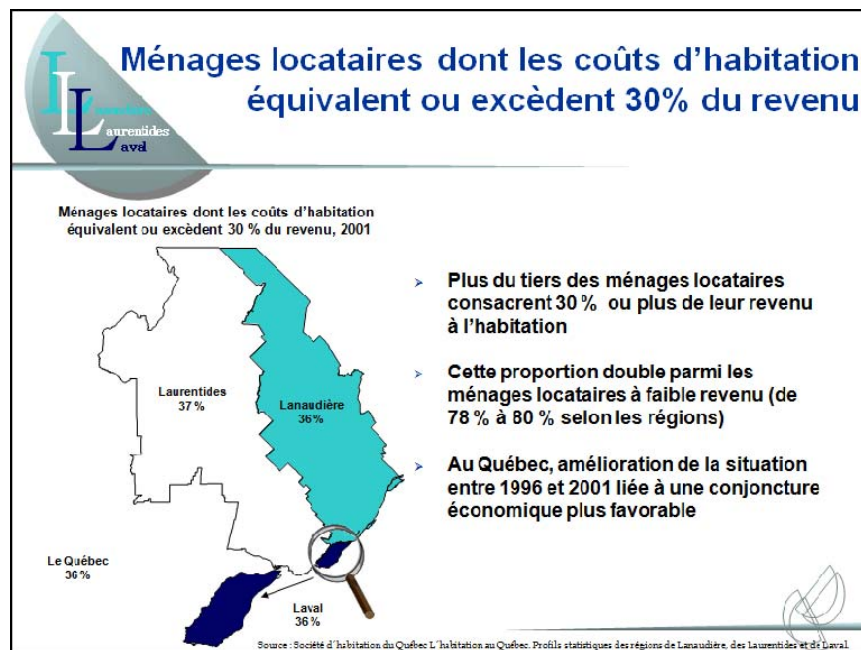 Ménages locataires dont les coûts d’habitation
équivalent ou excèdent 30% du revenu
Lanaudière
Laurentides
Laval
Ménages locataires dont les coûts d’habitation
équivalent ou excèdent 30 % du revenu, 2001
Laurentides
37 %
Lanaudière
36 %
Le Québec
36 %
Laval
36 %
➢ Plus du tiers des ménages locataires
consacrent 30 % ou plus de leur revenu
à l’habitation
➢ Cette proportion double parmi les
ménages locataires à faible revenu (de
78 % à 80 % selon les régions)
➢ Au Québec, amélioration de la situation
entre 1996 et 2001 liée à une conjoncture
économique plus favorable
Source : Société d´habitation du Québec L´habitation au Québec. Profils statistiques des régions de Lanaudière, des Laurentides et de Laval.